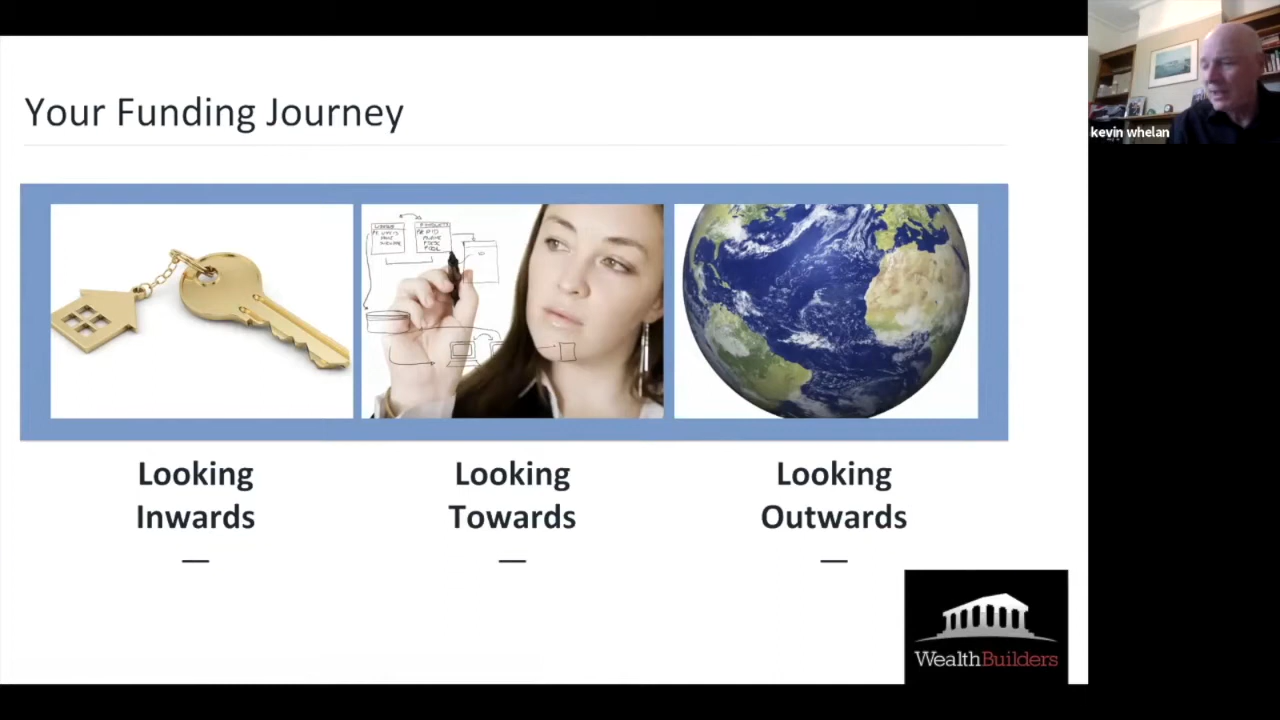 Your Funding Journey
kevin whelan
Looking
Inwards
Looking
Towards
Looking
Outwards
WealthBuilders